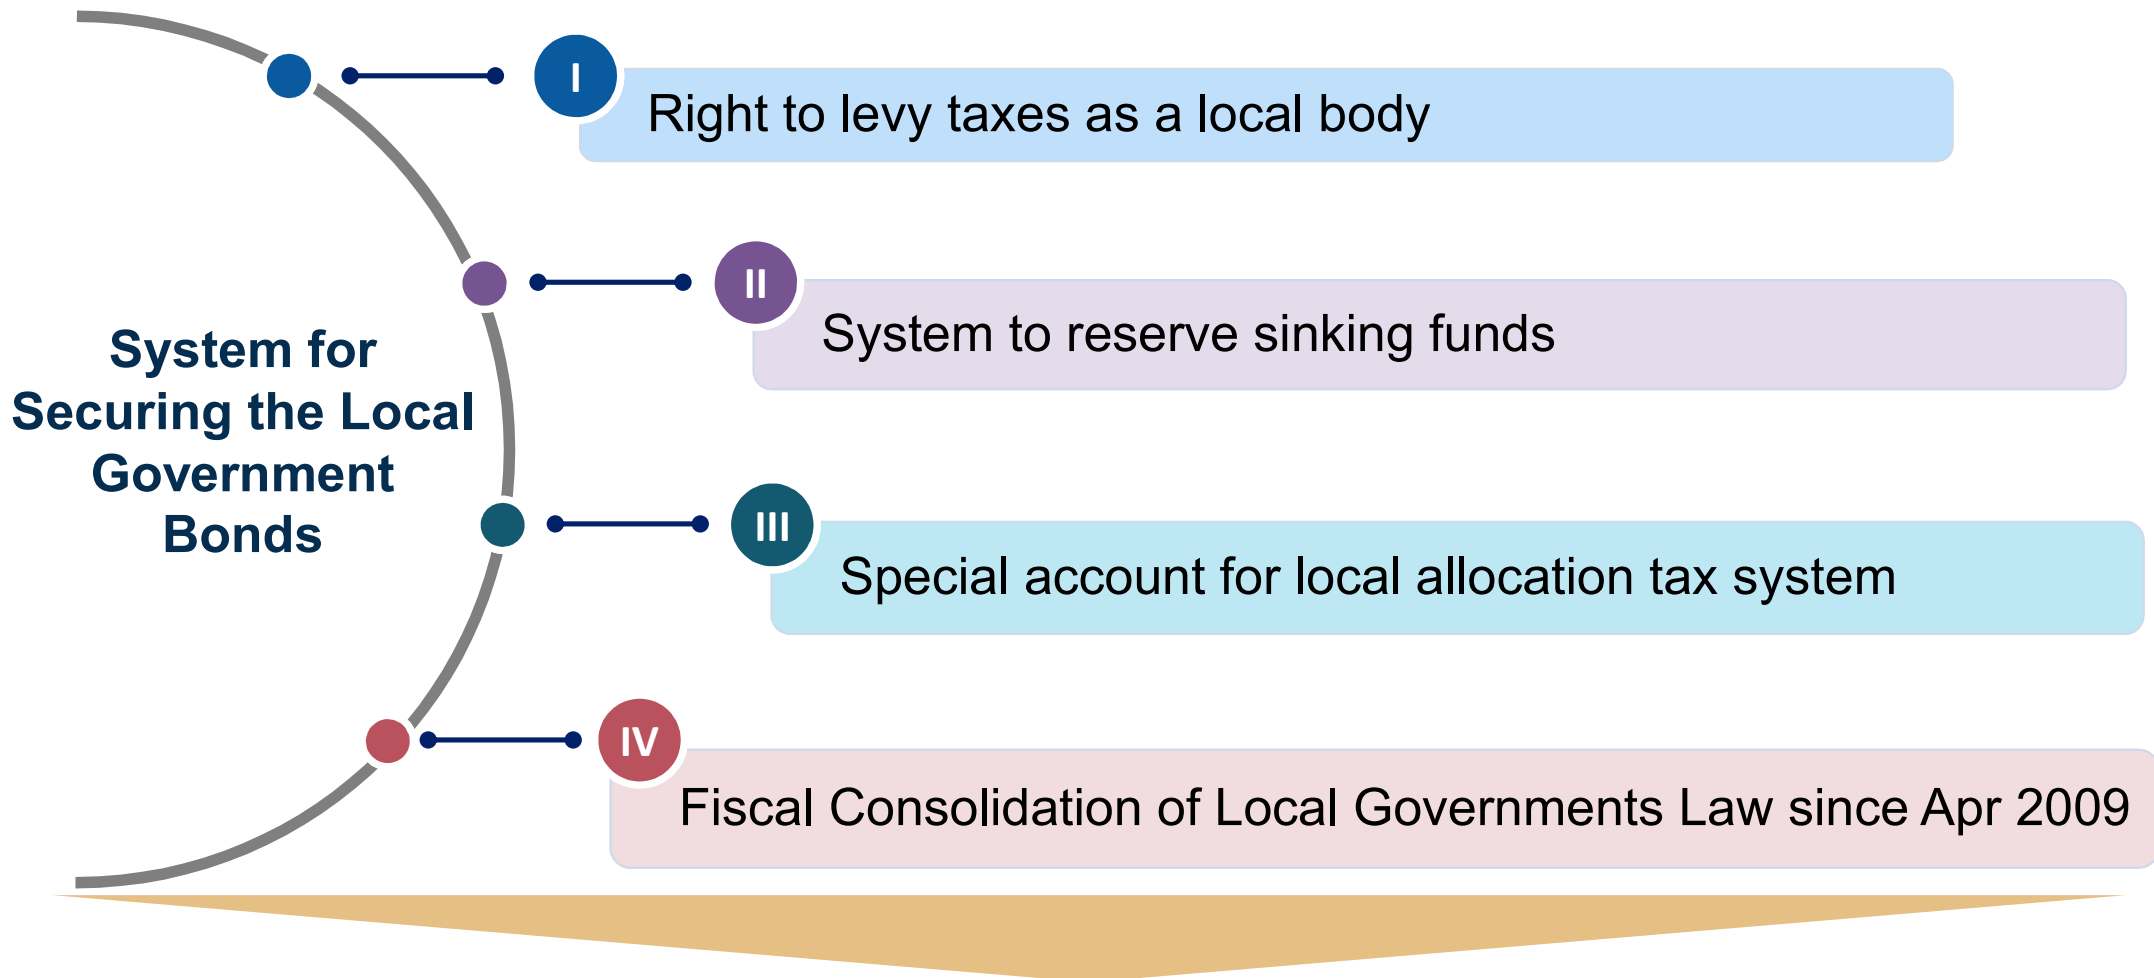 System for
Securing the Local
Government
Bonds
I
Right to levy taxes as a local body
II
System to reserve sinking funds
III
Special account for local allocation tax system
IV
Fiscal Consolidation of Local Governments Law since Apr 2009